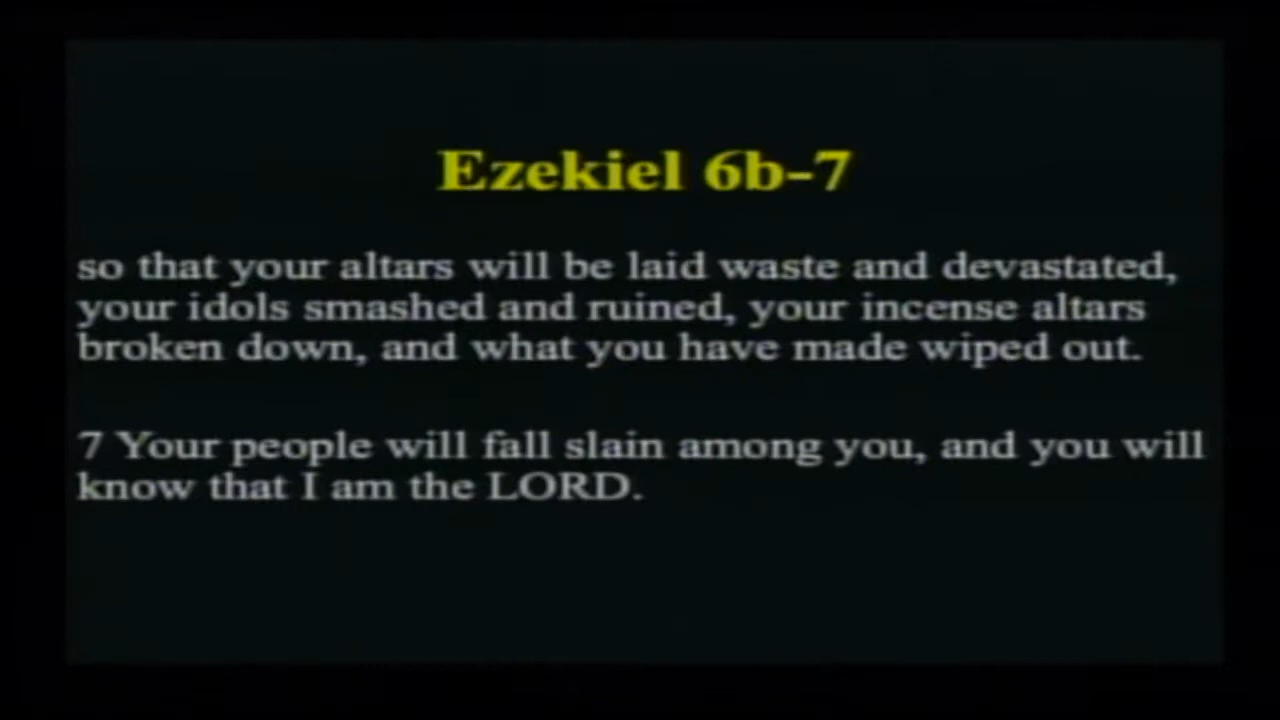 Ezekiel 6b-7
so that your altars will be laid waste and devastated,
your idols smashed and ruined, your incense altars
broken down, and what you have made wiped out.
7 Your people will fall slain among you, and you will
know that I am the LORD.